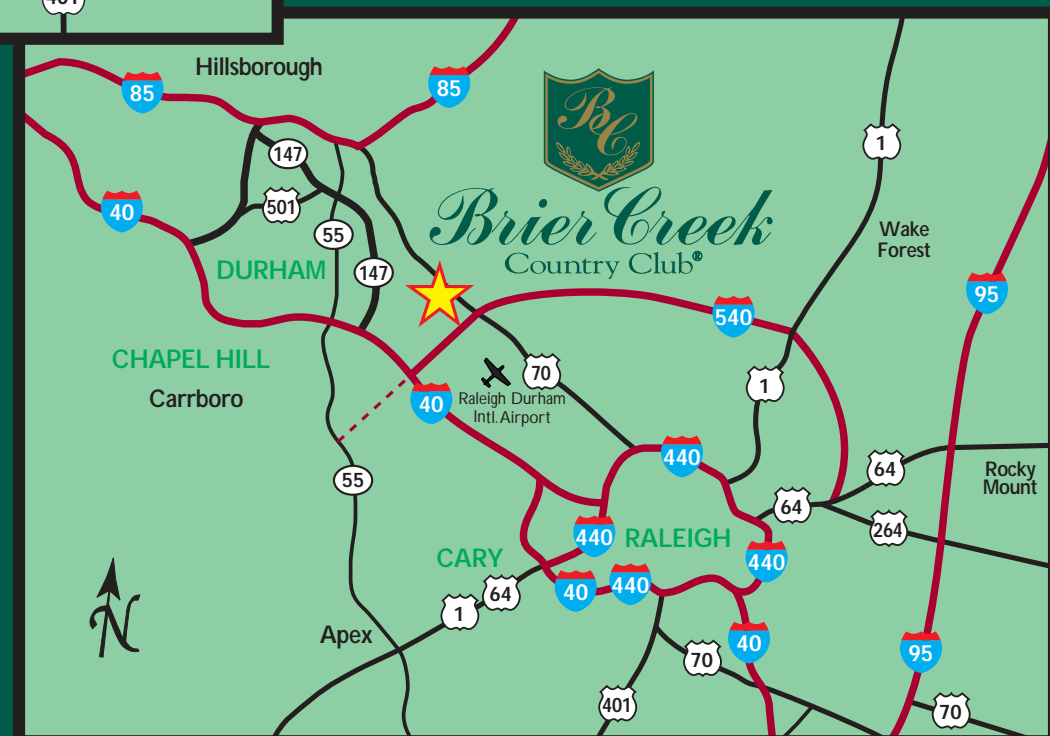 401
Hillsborough
85
85
BC
147
1
501
40
Brier Creek
Country Club®
55
Wake
Forest
DURHAM
147
95
540
CHAPEL HILL
70
1
Carrboro
40
Raleigh Durham
Intl. Airport
440
64
Rocky
Mount
55
64
264
440
RALEIGH
CARY
440
40
440
64
1
N
Apex
40
95
70
401
70